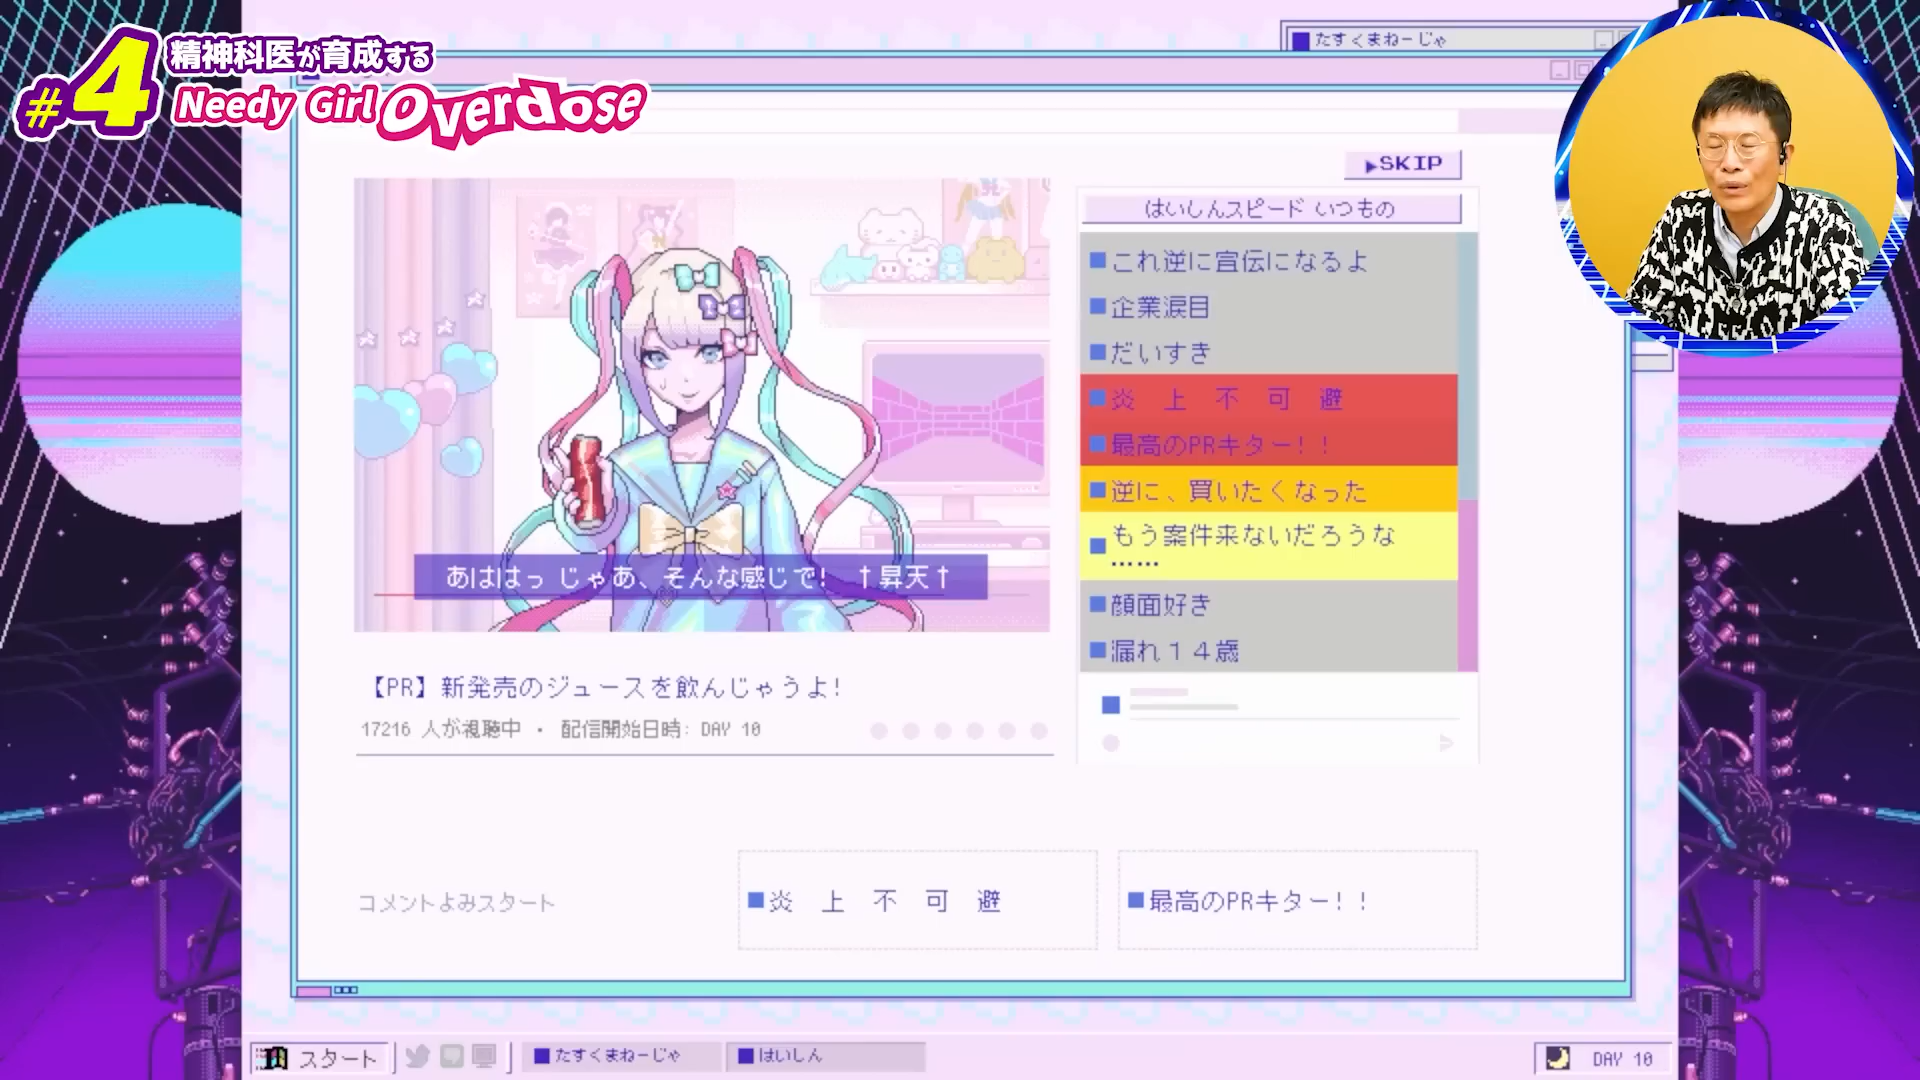 #4
精神科医が育成する
Needy Girl Overdose
たすくまねーじゃ
▶SKIP
はいしんスピード いつもの
これ逆に宣伝になるよ
企業涙目
だいすき
炎 上 不 可 避
最高のPRキター！！
逆に、買いたくなった
もう案件来ないだろうな
……
顔面好き
漏れ１４歳
あははっ じゃあ、そんな感じで！ ↑昇天↑
【PR】新発売のジュースを飲んじゃうよ！
17216 人が視聴中 ・ 配信開始日時: DAY 10
コメントよみスタート
炎 上 不 可 避
最高のPRキター！！
スタート
たすくまねーじゃ
はいしん
DAY 10